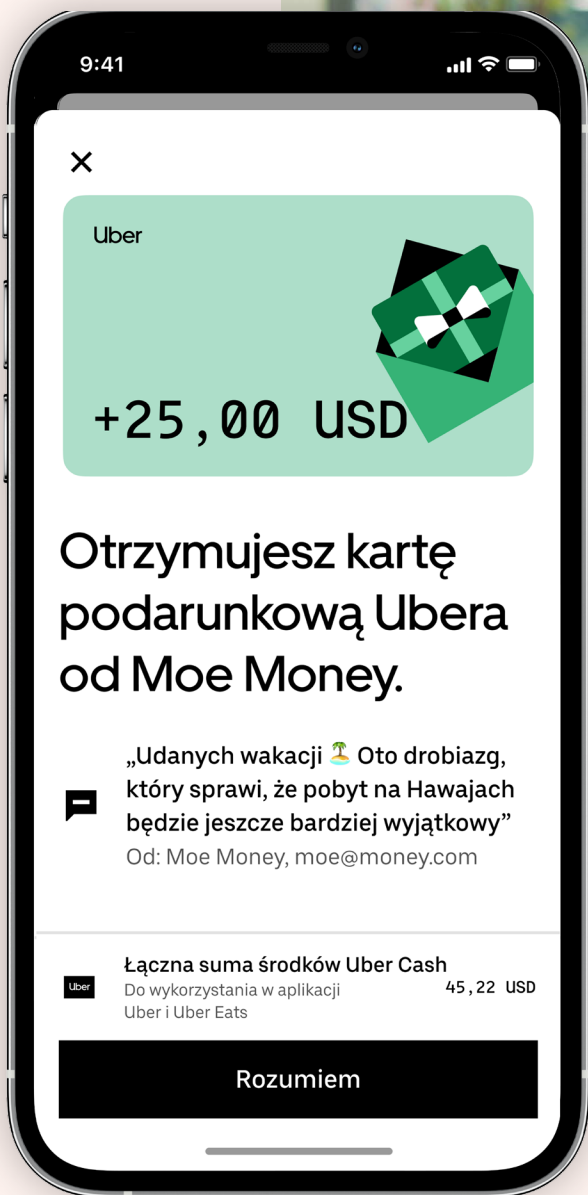 9:41
Uber
+25,00 USD
Otrzymujesz kartę
podarunkową Ubera
od Moe Money.
„Udanych wakacji 🏝️ Oto drobiazg,
który sprawi, że pobyt na Hawajach
będzie jeszcze bardziej wyjątkowy”
Od: Moe Money, moe@money.com
Łączna suma środków Uber Cash
Uber Do wykorzystania w aplikacji 45,22 USD
Uber i Uber Eats
Rozumiem